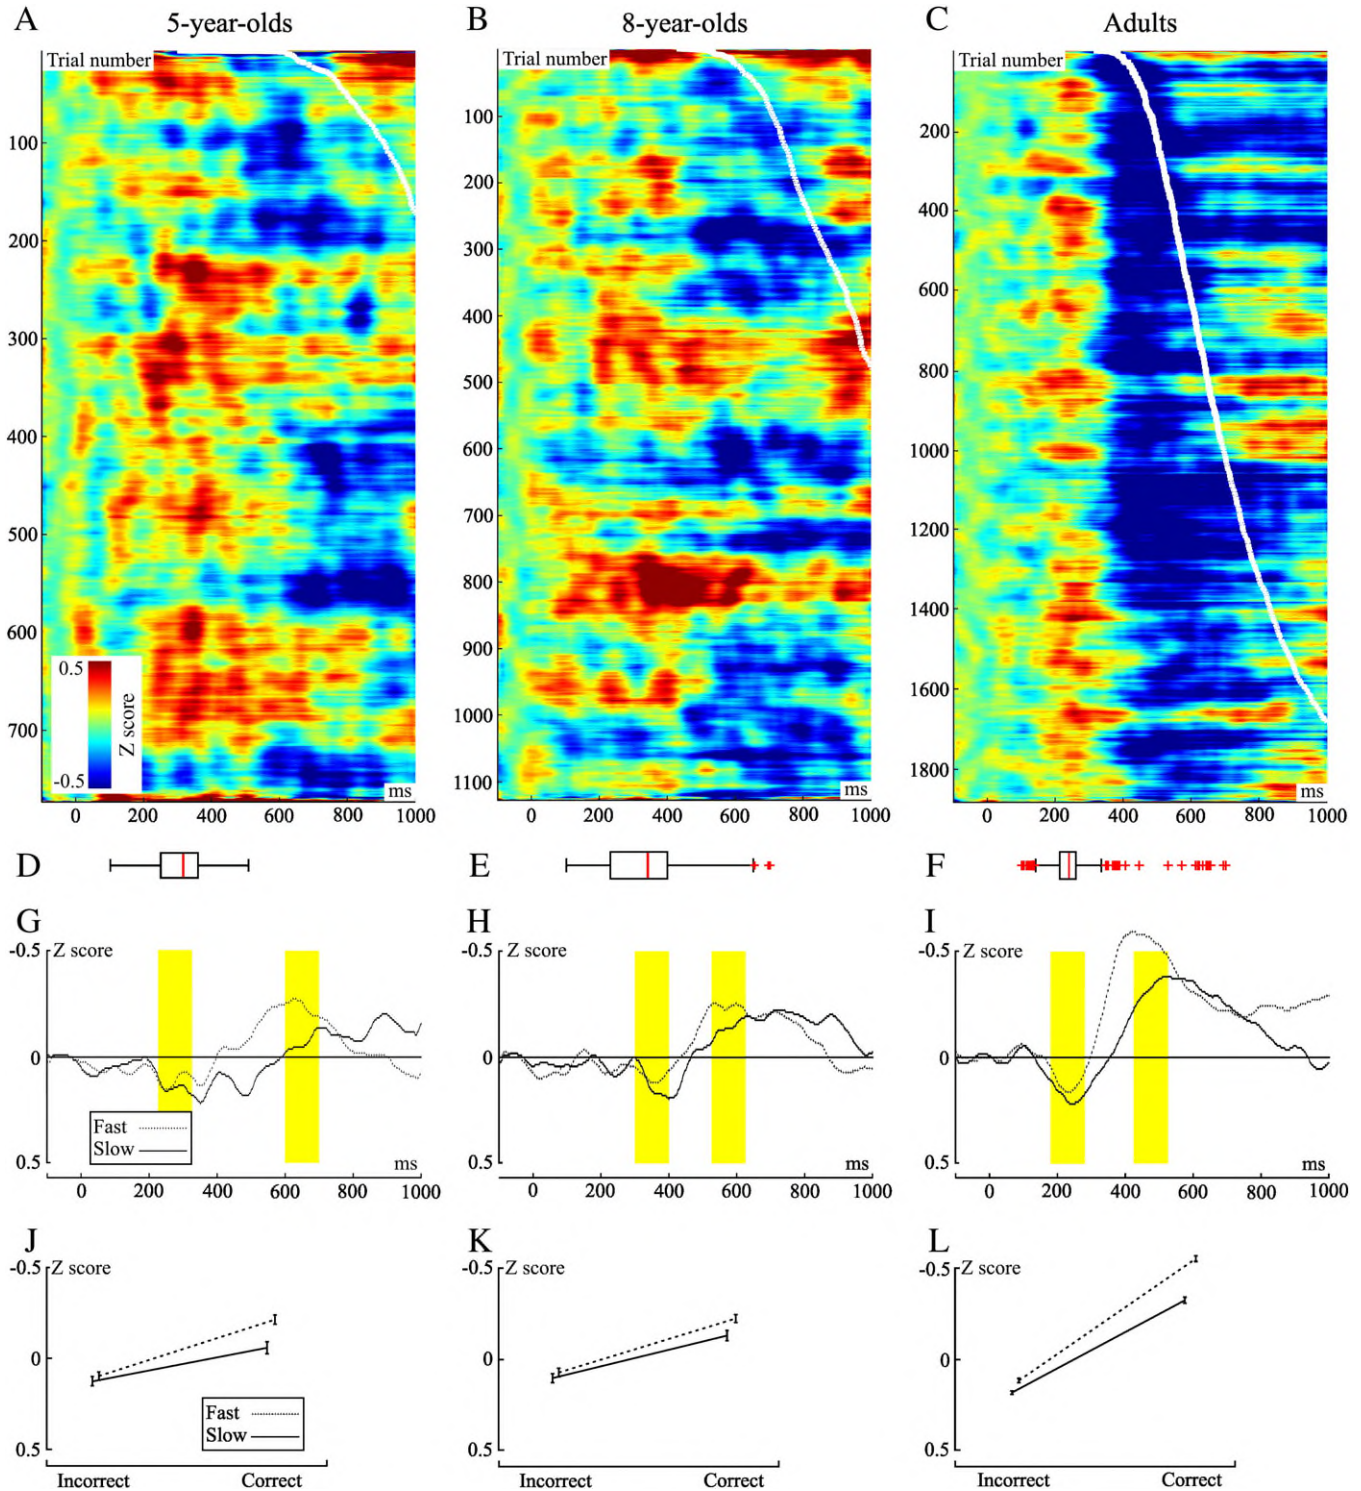 A 5-year-olds B 8-year-olds C Adults
Trial number Trial number Trial number
100 200 300 400 500 600 700
0.5 -0.5 Z score
ms
0 200 400 600 800 1000
100 200 300 400 500 600 700 800 900 1000 1100
ms
0 200 400 600 800 1000
200 400 600 800 1000 1200 1400 1600 1800
ms
0 200 400 600 800 1000
D E F
G H I
-0.5 Z score -0.5 Z score -0.5 Z score
0 0 0
Fast
Slow
0.5 ms 0.5 ms 0.5 ms
0 200 400 600 800 1000 0 200 400 600 800 1000 0 200 400 600 800 1000
J K L
-0.5 Z score -0.5 Z score -0.5 Z score
0 0 0
Fast
Slow
0.5 0.5 0.5
Incorrect Correct Incorrect Correct Incorrect Correct